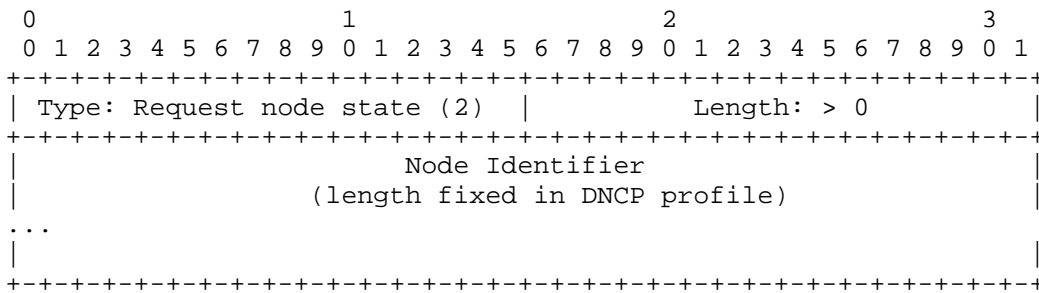 0                   1                   2                   3
 0 1 2 3 4 5 6 7 8 9 0 1 2 3 4 5 6 7 8 9 0 1 2 3 4 5 6 7 8 9 0 1
+-+-+-+-+-+-+-+-+-+-+-+-+-+-+-+-+-+-+-+-+-+-+-+-+-+-+-+-+-+-+-+
| Type: Request node state (2)  |          Length: > 0          |
+-+-+-+-+-+-+-+-+-+-+-+-+-+-+-+-+-+-+-+-+-+-+-+-+-+-+-+-+-+-+-+
|                       Node Identifier                         |
|                 (length fixed in DNCP profile)                |
...
|                                                               |
+-+-+-+-+-+-+-+-+-+-+-+-+-+-+-+-+-+-+-+-+-+-+-+-+-+-+-+-+-+-+-+